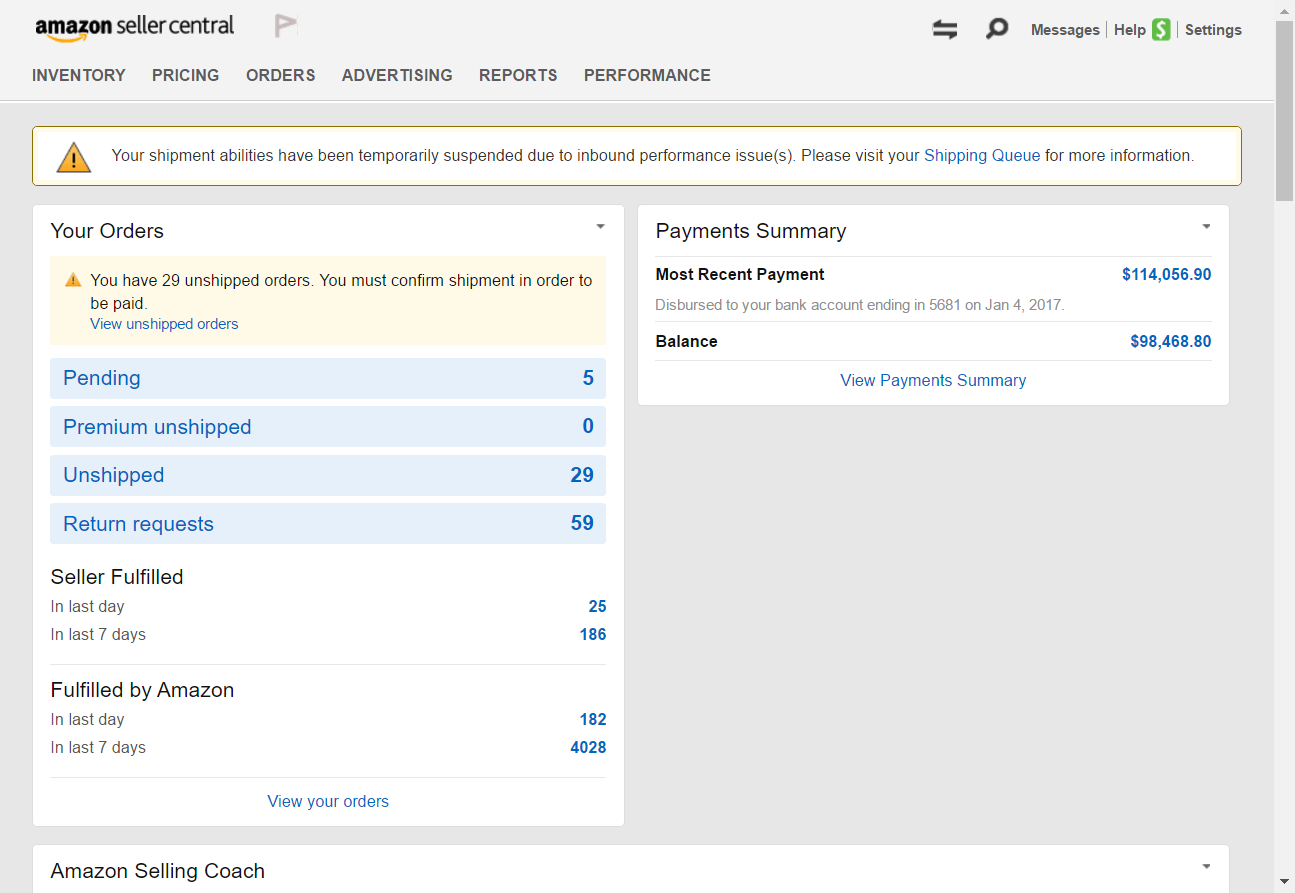 amazon seller central
Messages Help $ Settings
INVENTORY PRICING ORDERS ADVERTISING REPORTS PERFORMANCE
Your shipment abilities have been temporarily suspended due to inbound performance issue(s). Please visit your Shipping Queue for more information.
Your Orders
You have 29 unshipped orders. You must confirm shipment in order to
be paid.
View unshipped orders
Pending 5
Premium unshipped 0
Unshipped 29
Return requests 59
Seller Fulfilled
In last day 25
In last 7 days 186
Fulfilled by Amazon
In last day 182
In last 7 days 4028
View your orders
Payments Summary
Most Recent Payment $114,056.90
Disbursed to your bank account ending in 5681 on Jan 4, 2017.
Balance $98,468.80
View Payments Summary
Amazon Selling Coach